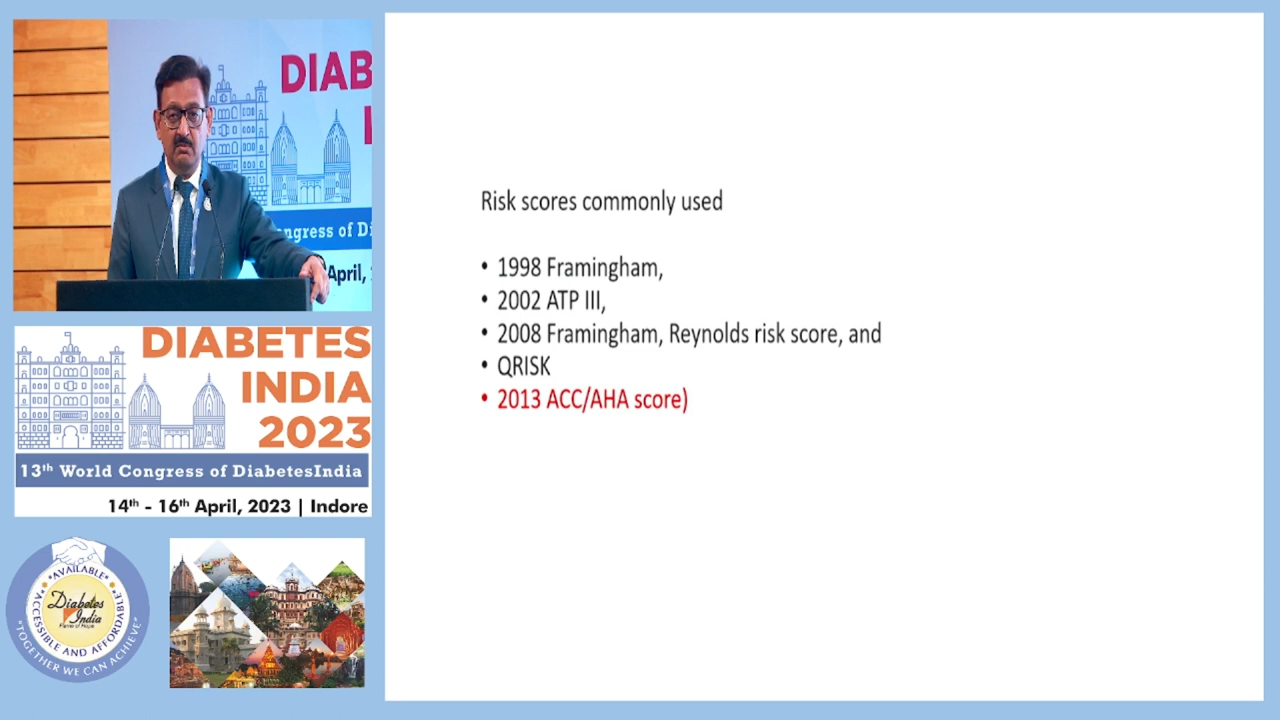 DIAB
ngress of Di
April,
DIABETES
INDIA
2023
13th World Congress of DiabetesIndia
14th - 16th April, 2023 | Indore
*AVAILABLE*
*ACCESSIBLE AND AFFORDABLE*
Diabetes
India
"TOGETHER WE CAN ACHIEVE"
Risk scores commonly used
• 1998 Framingham,
• 2002 ATP III,
• 2008 Framingham, Reynolds risk score, and
• QRISK
• 2013 ACC/AHA score)